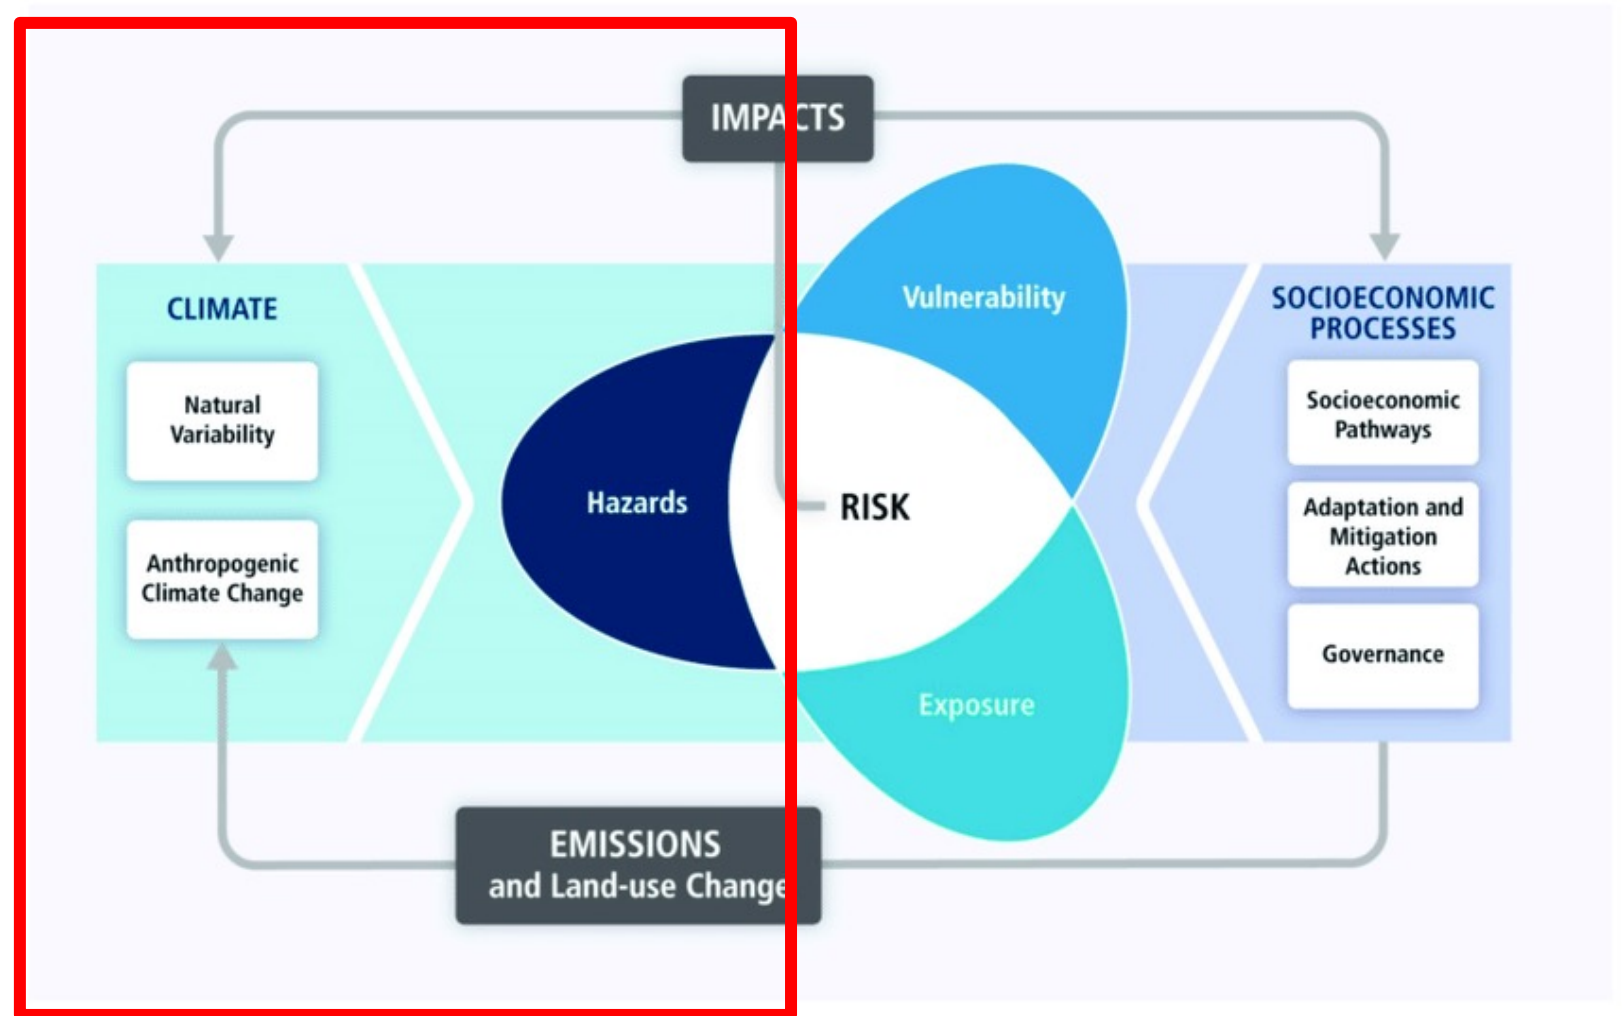 IMPACTS
CLIMATE
Natural
Variability
Anthropogenic
Climate Change
Hazards
Vulnerability
RISK
Exposure
SOCIOECONOMIC
PROCESSES
Socioeconomic
Pathways
Adaptation and
Mitigation
Actions
Governance
EMISSIONS
and Land-use Change